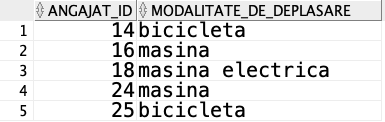 ANGAJAT_ID MODALITATE_DE_DEPLASARE
1 14 bicicleta
2 16 masina
3 18 masina electrica
4 24 masina
5 25 bicicleta